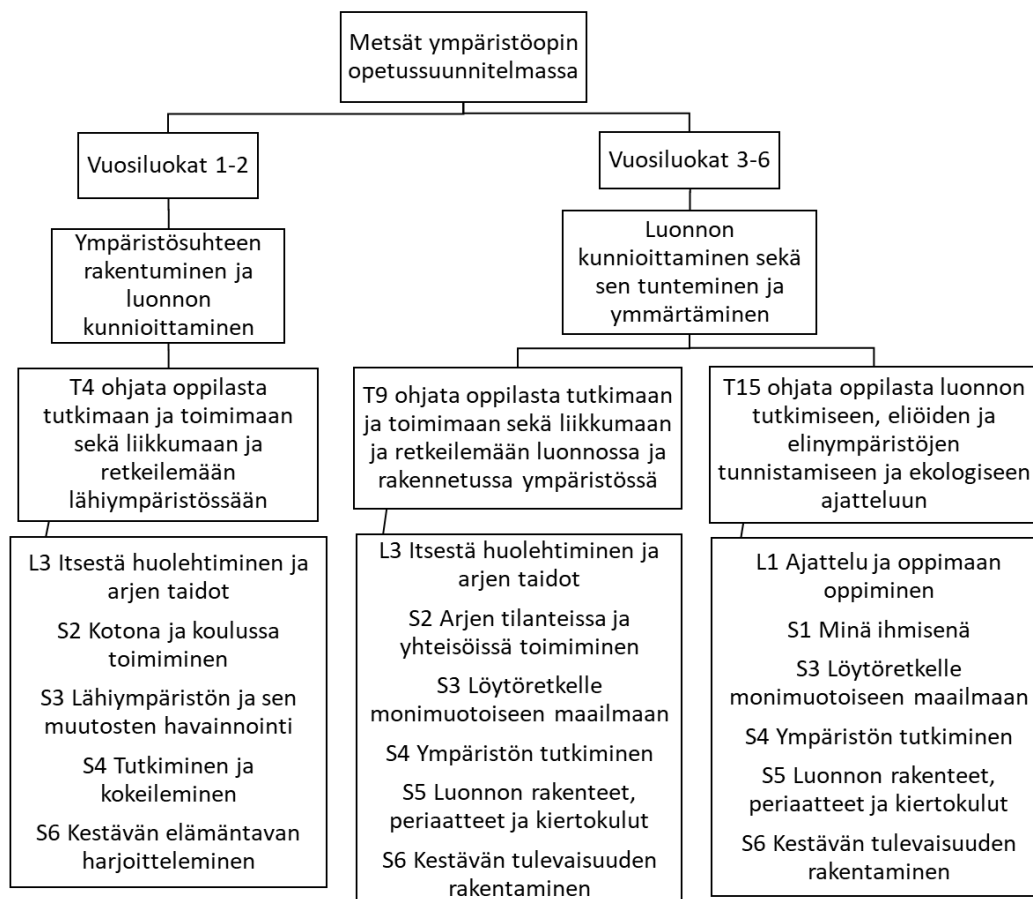 Metsät ympäristöopin
opetussuunnitelmassa
Vuosiluokat 1-2
Vuosiluokat 3-6
Ympäristösuhteen
rakentuminen ja
luonnon
kunnioittaminen
Luonnon
kunnioittaminen sekä
sen tunteminen ja
ymmärtäminen
T4 ohjata oppilasta
tutkimaan ja toimimaan
sekä liikkumaan ja
retkeilemään
lähiympäristössään
T9 ohjata oppilasta tutkimaan
ja toimimaan sekä liikkumaan
ja retkeilemään luonnossa ja
rakennetussa ympäristössä
T15 ohjata oppilasta luonnon
tutkimiseen, eliöiden ja
elinympäristöjen
tunnistamiseen ja ekologiseen
ajatteluun
L3 Itsestä huolehtiminen ja
arjen taidot
S2 Kotona ja koulussa
toimiminen
S3 Lähiympäristön ja sen
muutosten havainnointi
S4 Tutkiminen ja
kokeileminen
S6 Kestävän elämäntavan
harjoitteleminen
L3 Itsestä huolehtiminen ja
arjen taidot
S2 Arjen tilanteissa ja
yhteisöissä toimiminen
S3 Löytöretkelle
monimuotoiseen maailmaan
S4 Ympäristön tutkiminen
S5 Luonnon rakenteet,
periaatteet ja kiertokulut
S6 Kestävän tulevaisuuden
rakentaminen
L1 Ajattelu ja oppimaan
oppiminen
S1 Minä ihmisenä
S3 Löytöretkelle
monimuotoiseen maailmaan
S4 Ympäristön tutkiminen
S5 Luonnon rakenteet,
periaatteet ja kiertokulut
S6 Kestävän tulevaisuuden
rakentaminen